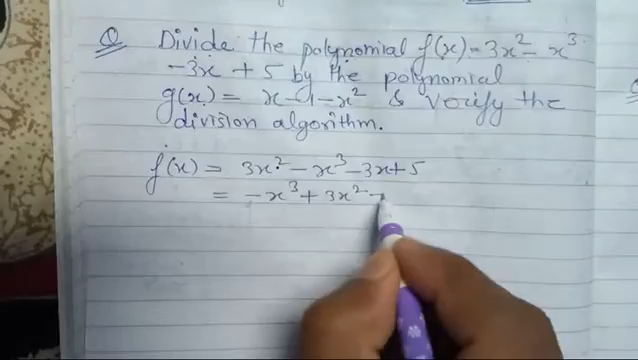 Q Divide the polynomial f(x) = 3x² - x³
- 3x + 5 by the polynomial
g(x) = x - 1 - x² & Verify the
division algorithm.
f(x) = 3x² - x³ - 3x + 5
= - x³ + 3x² -